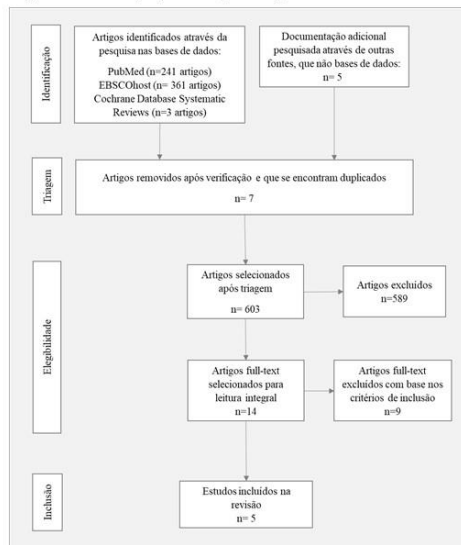 Identificação
Artigos identificados através da
pesquisa nas bases de dados:
PubMed (n=241 artigos)
EBSCOhost (n= 361 artigos)
Cochrane Database Systematic
Reviews (n=3 artigos)
Documentação adicional
pesquisada através de outras
fontes, que não bases de dados:
n= 5
Triagem
Artigos removidos após verificação e que se encontram duplicados
n= 7
Elegibilidade
Artigos selecionados
após triagem
n= 603
Artigos excluídos
n=589
Artigos full-text
selecionados para
leitura integral
n=14
Artigos full-text
excluídos com base nos
critérios de inclusão
n=9
Inclusão
Estudos incluídos na
revisão
n= 5